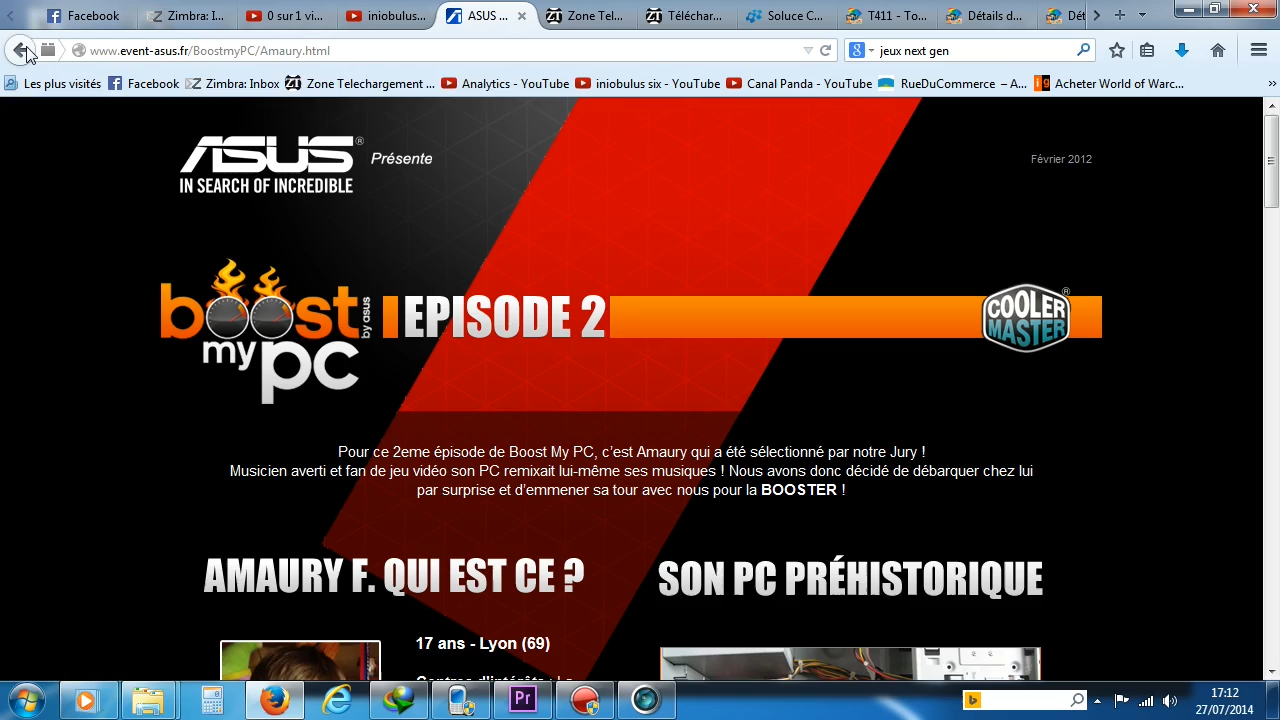 Facebook
Zimbra: I...
0 sur 1 vi...
iniobulus...
ASUS ...
Zone Tel...
Téléchar...
Soluce C...
T411 - To...
Détails d...
Dét
www.event-asus.fr/BoostmyPC/Amaury.html
jeux next gen
Les plus visités
Facebook
Zimbra: Inbox
Zone Telechargement ...
Analytics - YouTube
iniobulus six - YouTube
Canal Panda - YouTube
RueDuCommerce – A...
Acheter World of Warc...
ASUS® Présente
IN SEARCH OF INCREDIBLE
Février 2012
boost my pc by asus
EPISODE 2
COOLER MASTER ®
Pour ce 2eme épisode de Boost My PC, c'est Amaury qui a été sélectionné par notre Jury !
Musicien averti et fan de jeu vidéo son PC remixait lui-même ses musiques ! Nous avons donc décidé de débarquer chez lui
par surprise et d'emmener sa tour avec nous pour la BOOSTER !
AMAURY F. QUI EST CE ?
SON PC PRÉHISTORIQUE
17 ans - Lyon (69)
Pr
17:12
27/07/2014